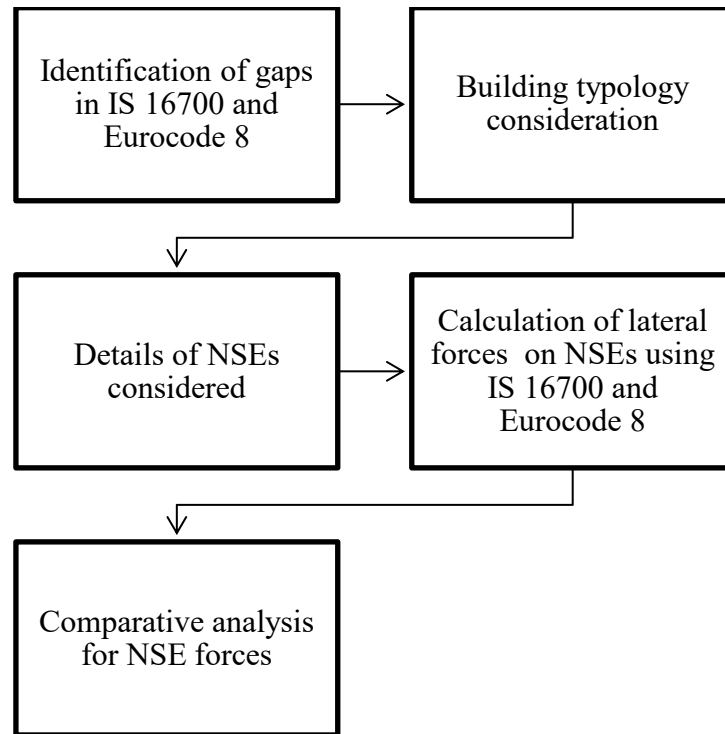 Identification of gaps
in IS 16700 and
Eurocode 8
Building typology
consideration
Details of NSEs
considered
Calculation of lateral
forces on NSEs using
IS 16700 and
Eurocode 8
Comparative analysis
for NSE forces